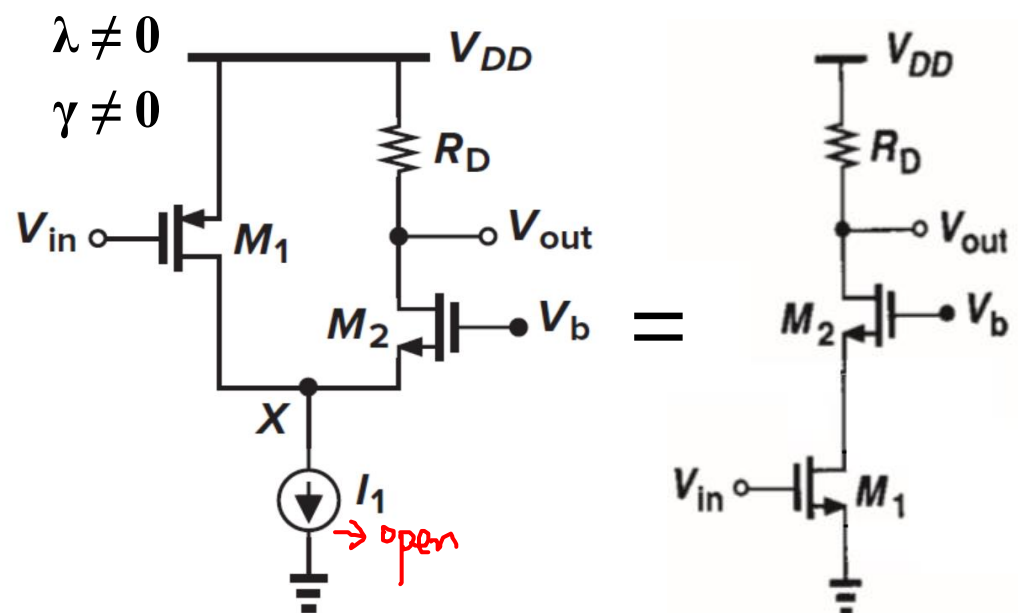 λ ≠ 0
γ ≠ 0
V_DD
R_D
V_in
M_1
V_out
M_2
V_b
X
I_1
→ open
=
V_DD
R_D
V_out
M_2
V_b
V_in
M_1